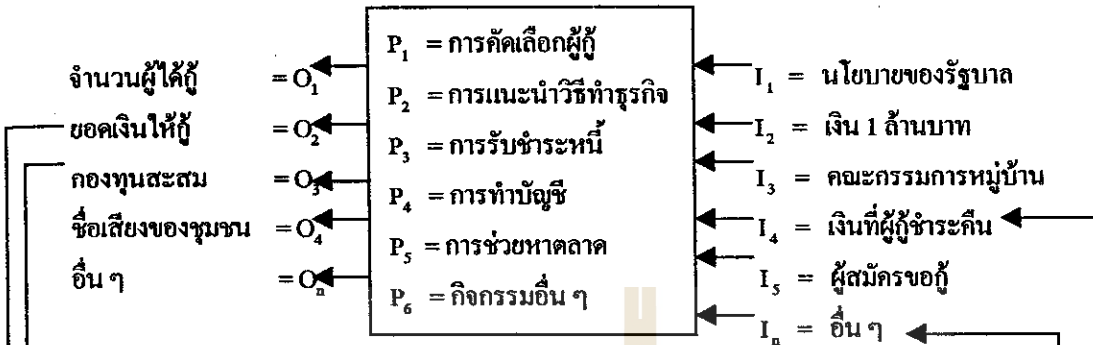 จำนวนผู้ได้กู้ = O₁
ยอดเงินให้กู้ = O₂
กองทุนสะสม = O₃
ชื่อเสียงของชุมชน = O₄
อื่น ๆ = Oₙ
P₁ = การคัดเลือกผู้กู้
P₂ = การแนะนำวิธีทำธุรกิจ
P₃ = การรับชำระหนี้
P₄ = การทำบัญชี
P₅ = การช่วยหาตลาด
P₆ = กิจกรรมอื่น ๆ
I₁ = นโยบายของรัฐบาล
I₂ = เงิน 1 ล้านบาท
I₃ = คณะกรรมการหมู่บ้าน
I₄ = เงินที่ผู้กู้ชำระคืน
I₅ = ผู้สมัครขอกู้
Iₙ = อื่น ๆ